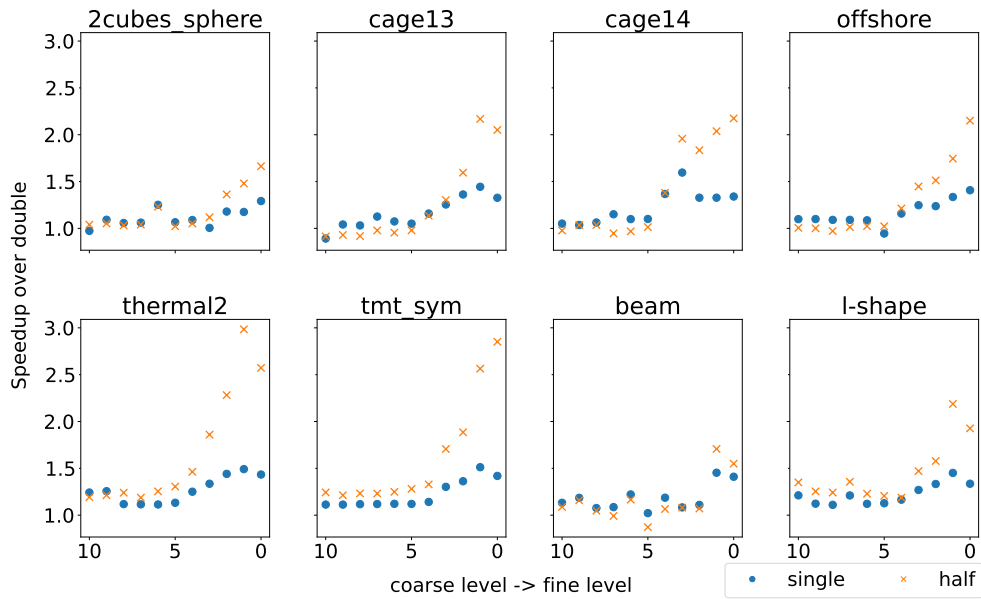 2cubes_sphere cage13 cage14 offshore
3.0
2.5
2.0
1.5
1.0
Speedup over double
thermal2 tmt_sym beam l-shape
3.0
2.5
2.0
1.5
1.0
10 5 0 10 5 0 10 5 0 10 5 0
coarse level -> fine level
single half